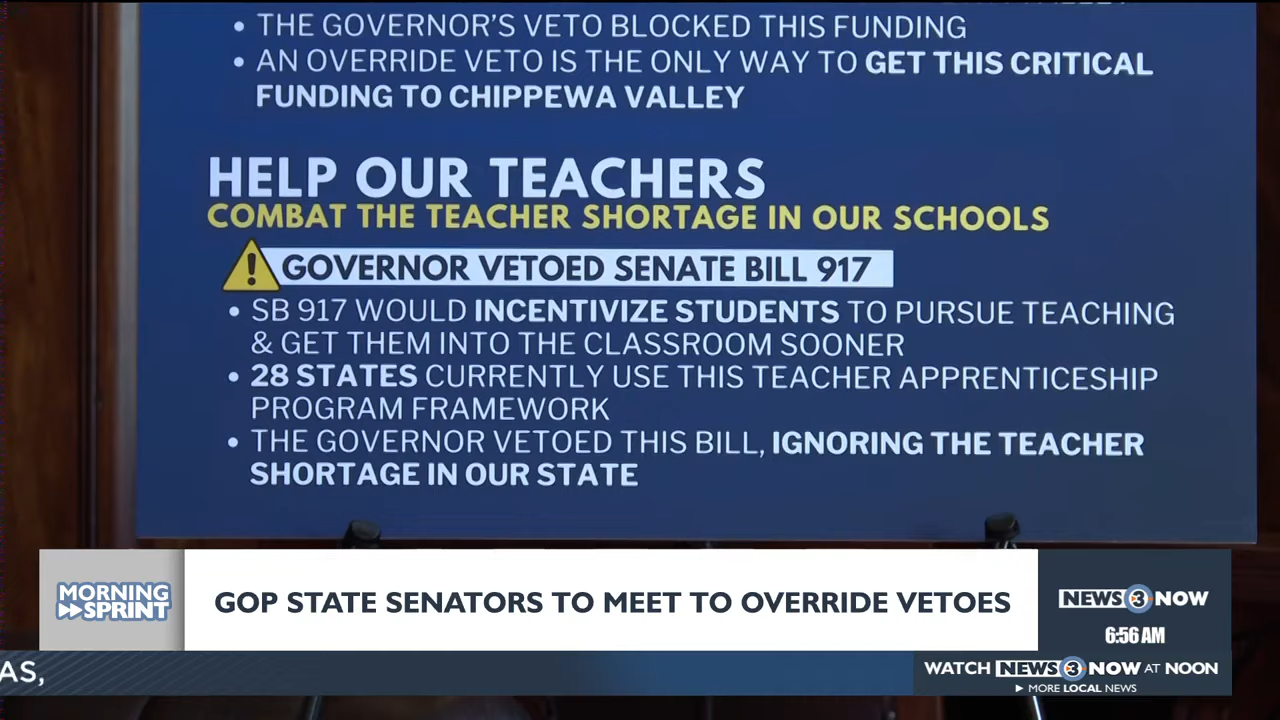 • THE GOVERNOR'S VETO BLOCKED THIS FUNDING
• AN OVERRIDE VETO IS THE ONLY WAY TO GET THIS CRITICAL
FUNDING TO CHIPPEWA VALLEY
HELP OUR TEACHERS
COMBAT THE TEACHER SHORTAGE IN OUR SCHOOLS
GOVERNOR VETOED SENATE BILL 917
• SB 917 WOULD INCENTIVIZE STUDENTS TO PURSUE TEACHING
& GET THEM INTO THE CLASSROOM SOONER
• 28 STATES CURRENTLY USE THIS TEACHER APPRENTICESHIP
PROGRAM FRAMEWORK
• THE GOVERNOR VETOED THIS BILL, IGNORING THE TEACHER
SHORTAGE IN OUR STATE
MORNING
SPRINT
GOP STATE SENATORS TO MEET TO OVERRIDE VETOES
NEWS 3 NOW
6:56 AM
AS,
WATCH NEWS 3 NOW AT NOON
MORE LOCAL NEWS